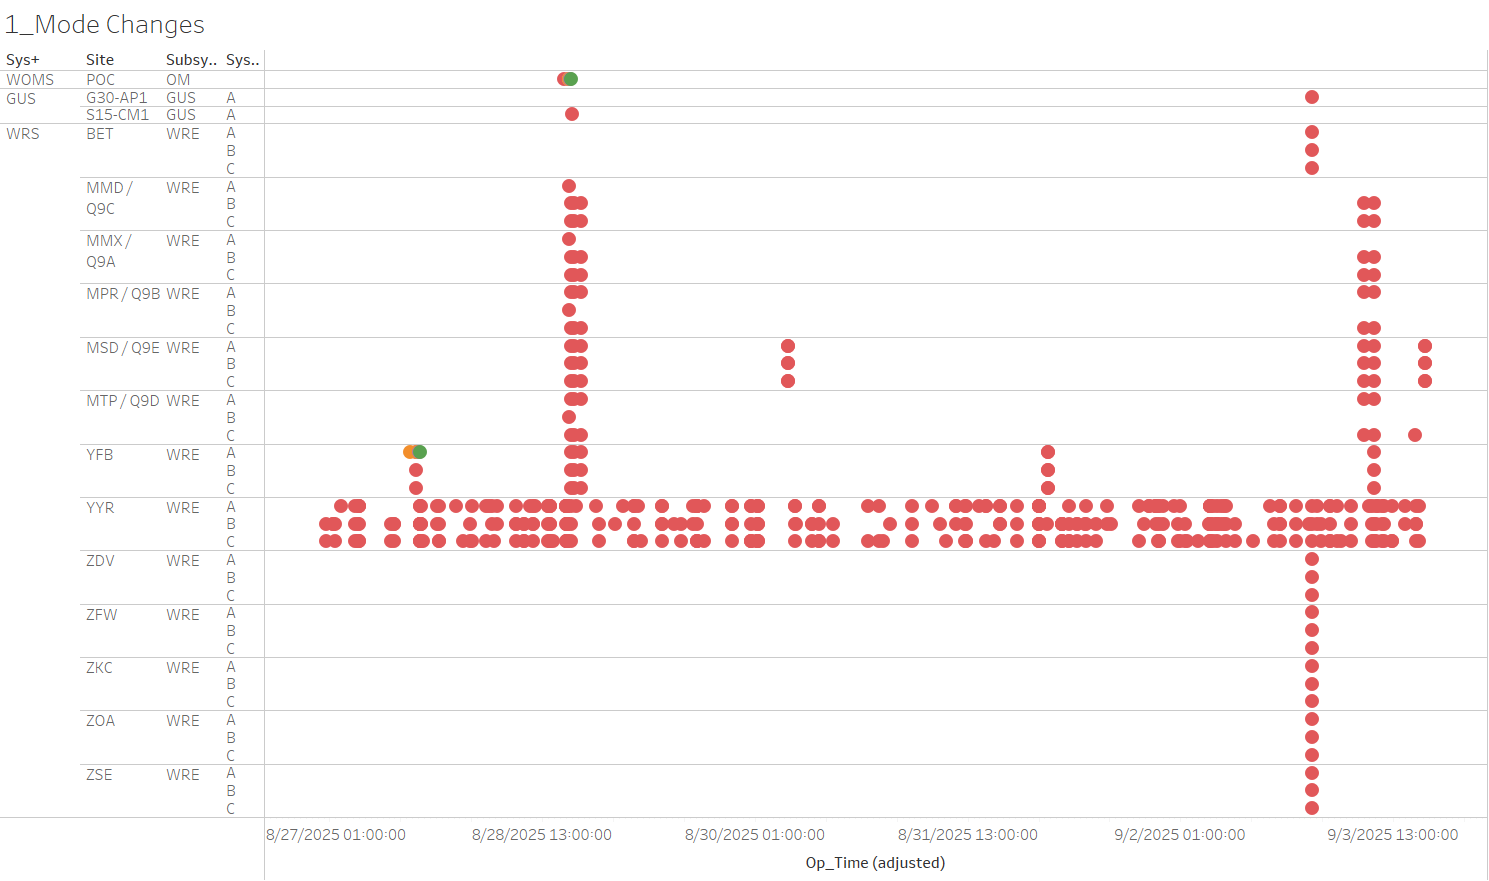 1_Mode Changes
Sys+ Site Subsy.. Sys..
WOMS POC OM
GUS G30-AP1 GUS A
S15-CM1 GUS A
WRS BET WRE A
B
C
MMD / WRE A
Q9C B
C
MMX / WRE A
Q9A B
C
MPR / Q9B WRE A
B
C
MSD / Q9E WRE A
B
C
MTP / Q9D WRE A
B
C
YFB WRE A
B
C
YYR WRE A
B
C
ZDV WRE A
B
C
ZFW WRE A
B
C
ZKC WRE A
B
C
ZOA WRE A
B
C
ZSE WRE A
B
C
8/27/2025 01:00:00 8/28/2025 13:00:00 8/30/2025 01:00:00 8/31/2025 13:00:00 9/2/2025 01:00:00 9/3/2025 13:00:00
Op_Time (adjusted)